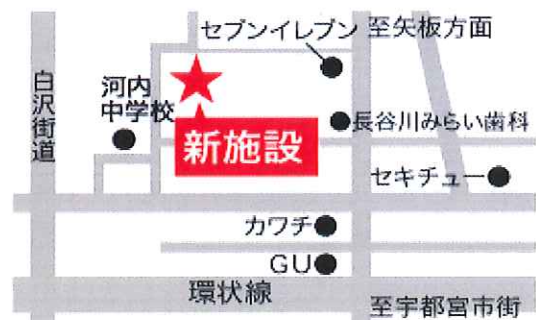 セブンイレブン
至矢板方面
白沢街道
河内
中学校
新施設
長谷川みらい歯科
セキチュー
カワチ
GU
環状線
至宇都宮市街